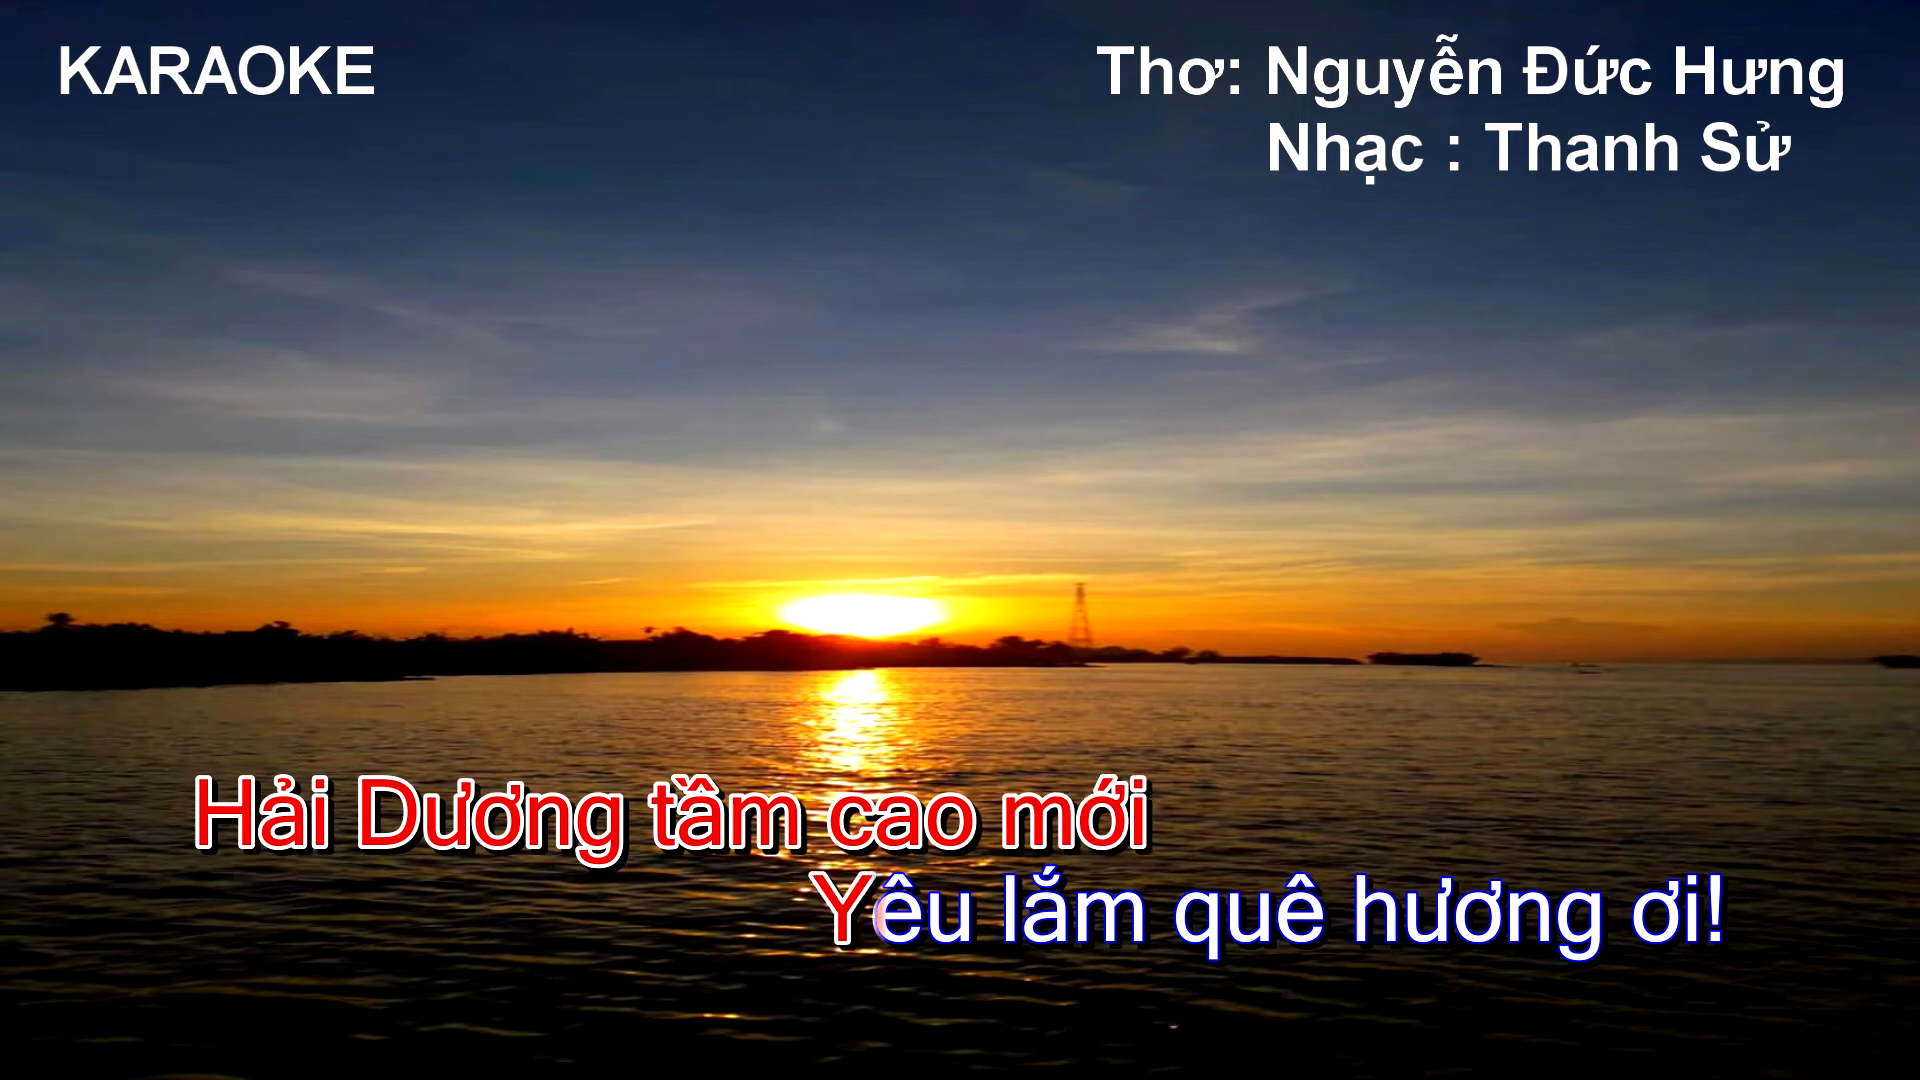 KARAOKE
Thơ: Nguyễn Đức Hưng
Nhạc : Thanh Sử
Hải Dương tầm cao mới
Yêu lắm quê hương ơi!